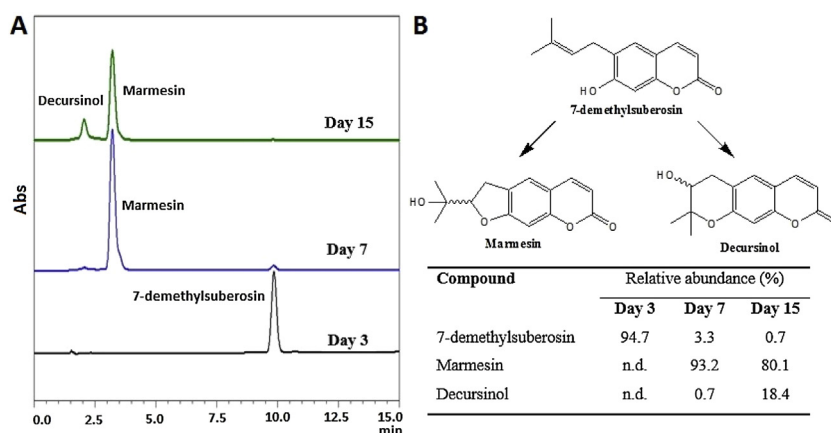 A
Decursinol
Marmesin
Day 15
Marmesin
Day 7
7-demethylsuberosin
Day 3
Abs
0.0 2.5 5.0 7.5 10.0 12.5 15.0
min
B
HO O O
7-demethylsuberosin
HO O O O
Marmesin
HO O O O
Decursinol
Compound Relative abundance (%)
Day 3 Day 7 Day 15
7-demethylsuberosin 94.7 3.3 0.7
Marmesin n.d. 93.2 80.1
Decursinol n.d. 0.7 18.4